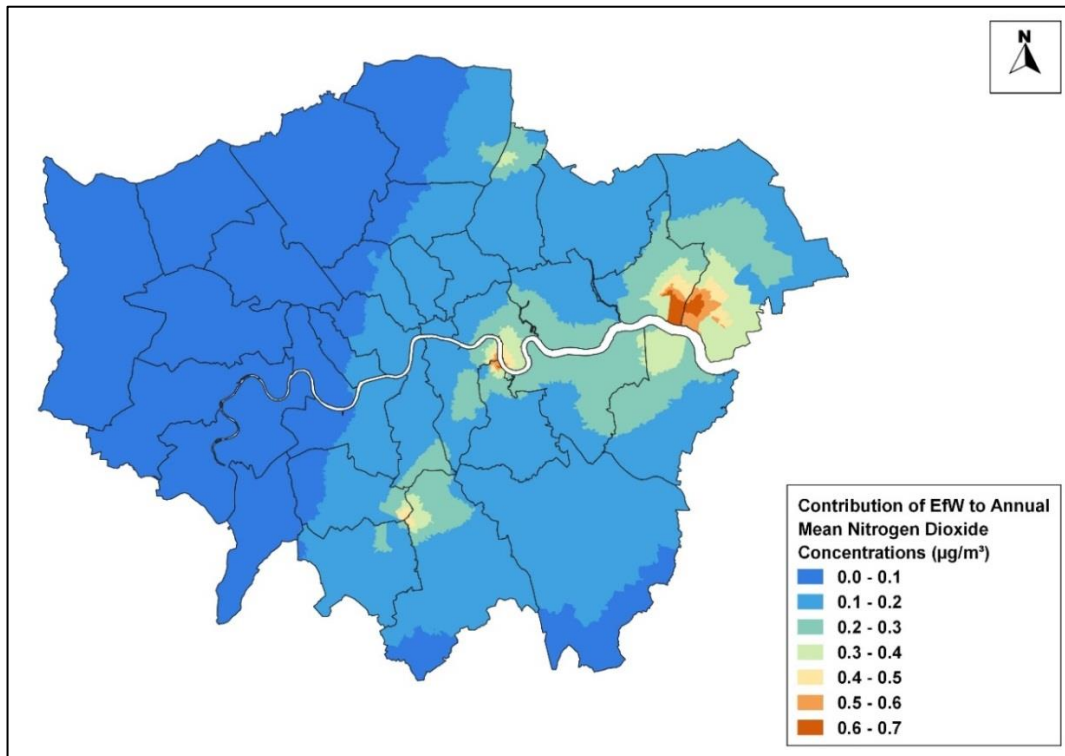 N
Contribution of EfW to Annual
Mean Nitrogen Dioxide
Concentrations (µg/m³)
0.0 - 0.1
0.1 - 0.2
0.2 - 0.3
0.3 - 0.4
0.4 - 0.5
0.5 - 0.6
0.6 - 0.7